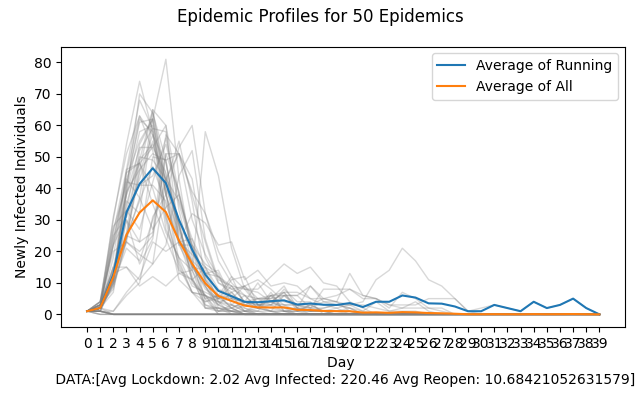 Epidemic Profiles for 50 Epidemics
Average of Running
Average of All
Newly Infected Individuals
80
70
60
50
40
30
20
10
0
0 1 2 3 4 5 6 7 8 9 10 11 12 13 14 15 16 17 18 19 20 21 22 23 24 25 26 27 28 29 30 31 32 33 34 35 36 37 38 39
Day
DATA:[Avg Lockdown: 2.02 Avg Infected: 220.46 Avg Reopen: 10.68421052631579]